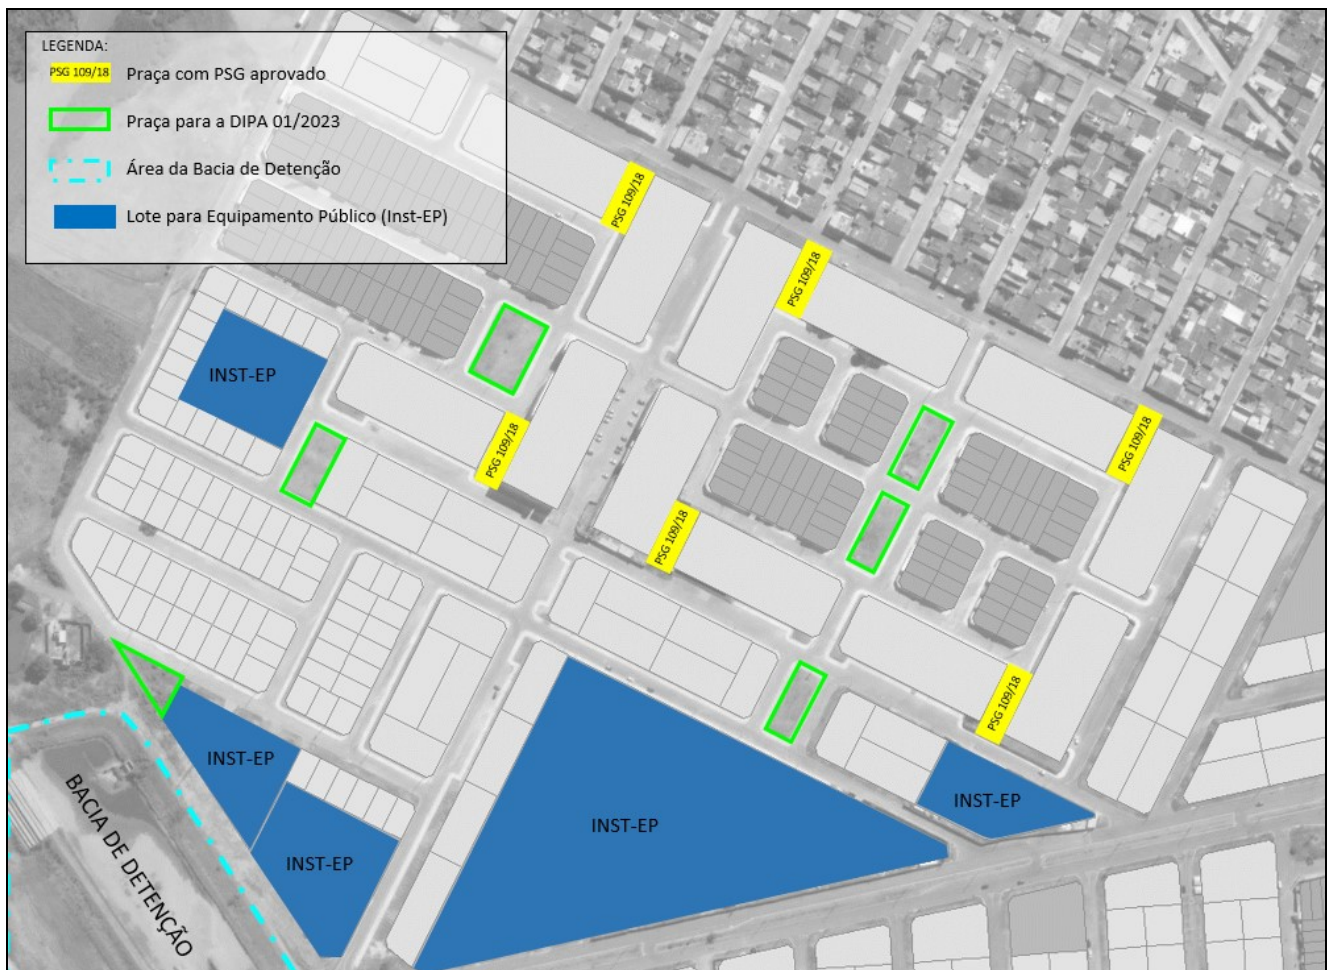 LEGENDA:
PSG 109/18 Praça com PSG aprovado
Praça para a DIPA 01/2023
Área da Bacia de Detenção
Lote para Equipamento Público (Inst-EP)
PSG 109/18
PSG 109/18
INST-EP
PSG 109/18
PSG 109/18
PSG 109/18
PSG 109/18
INST-EP
INST-EP
INST-EP
INST-EP
BACIA DE DETENÇÃO